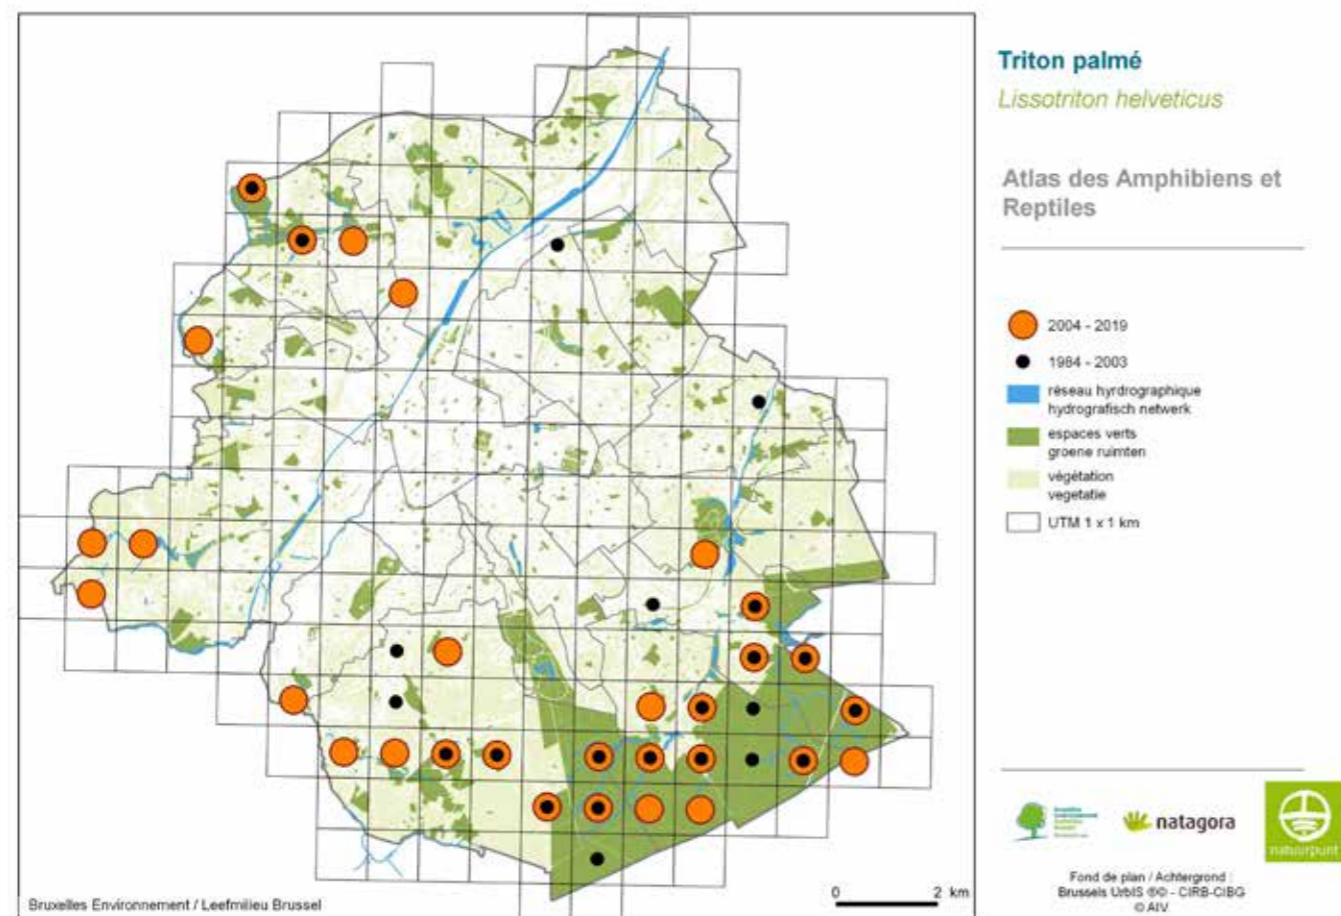 Triton palmé
Lissotriton helveticus
Atlas des Amphibiens et
Reptiles
2004 - 2019
1984 - 2003
réseau hyrdrographique
hydrografisch netwerk
espaces verts
groene ruimten
végétation
vegetatie
UTM 1 x 1 km
natagora
natuurpunt
Fond de plan / Achtergrond :
Brussels UrbIS ®© - CIRB-CIBG
© AIV
0 2 km
Bruxelles Environnement / Leefmilieu Brussel